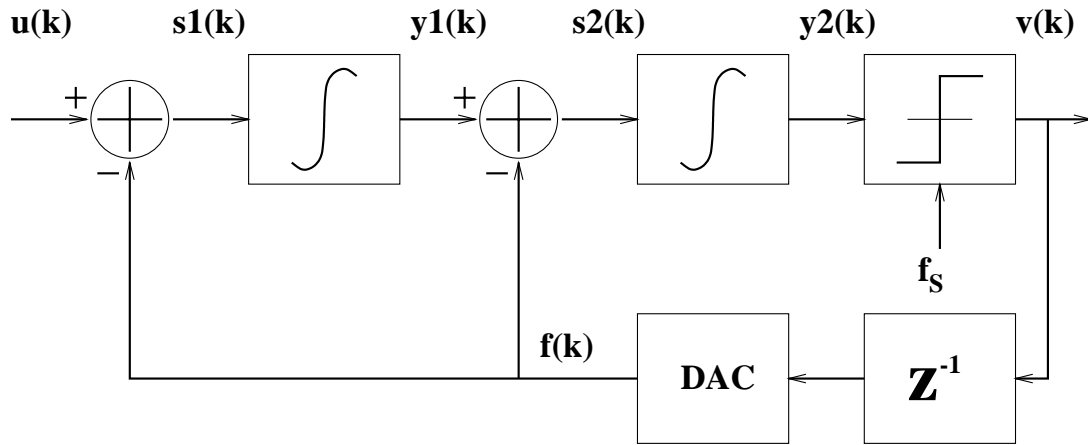 u(k) s1(k) y1(k) s2(k) y2(k) v(k)
+ +
− −
f_S
f(k) DAC z^-1